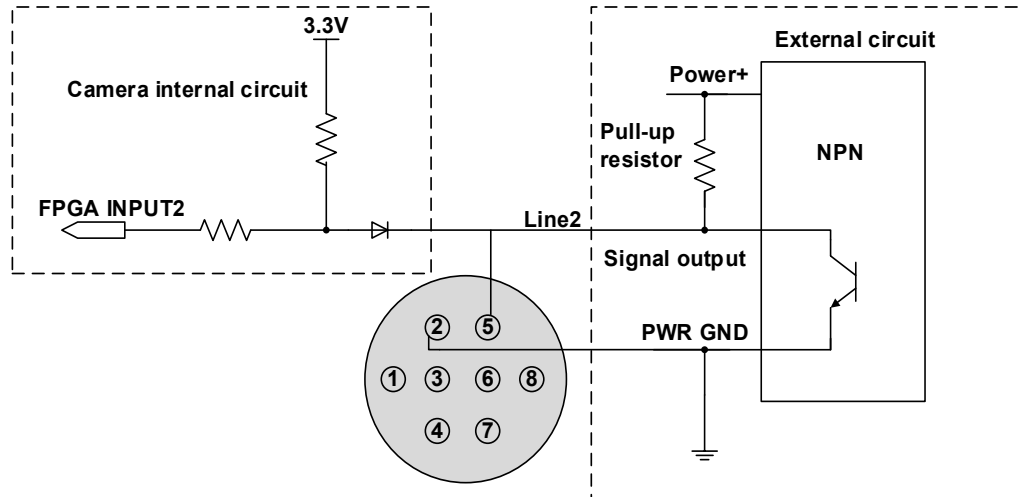 3.3V
External circuit
Camera internal circuit
Power+
Pull-up
resistor
NPN
FPGA INPUT2
Line2
Signal output
PWR GND
2
5
1
3
6
8
4
7